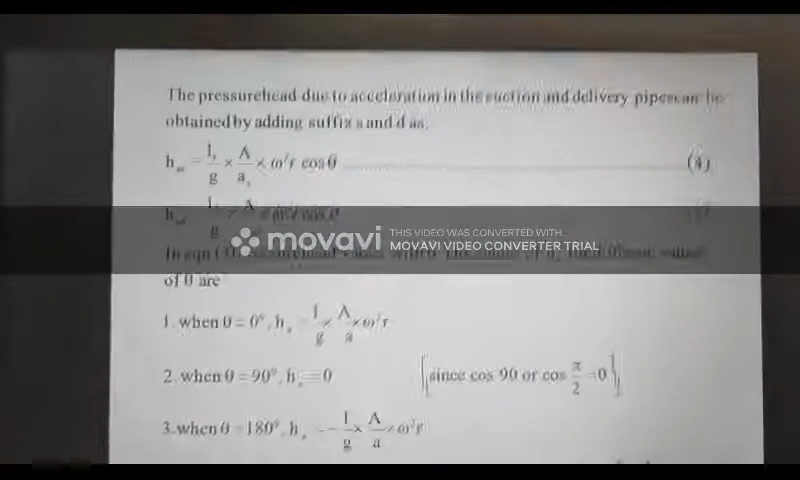 The pressurehead due to acceleration in the suction and delivery pipes can be
obtained by adding suffix s and d as,
h_as = l_s/g × A/a_s × ω²r cos θ ........ (4)
movavi
THIS VIDEO WAS CONVERTED WITH
MOVAVI VIDEO CONVERTER TRIAL
In eqn
of θ are
1. when θ = 0°, h_a = l/g × A/a × ω²r
2. when θ = 90°, h_a = 0 [since cos 90 or cos π/2 = 0]
3. when θ = 180°, h_a = - l/g × A/a × ω²r